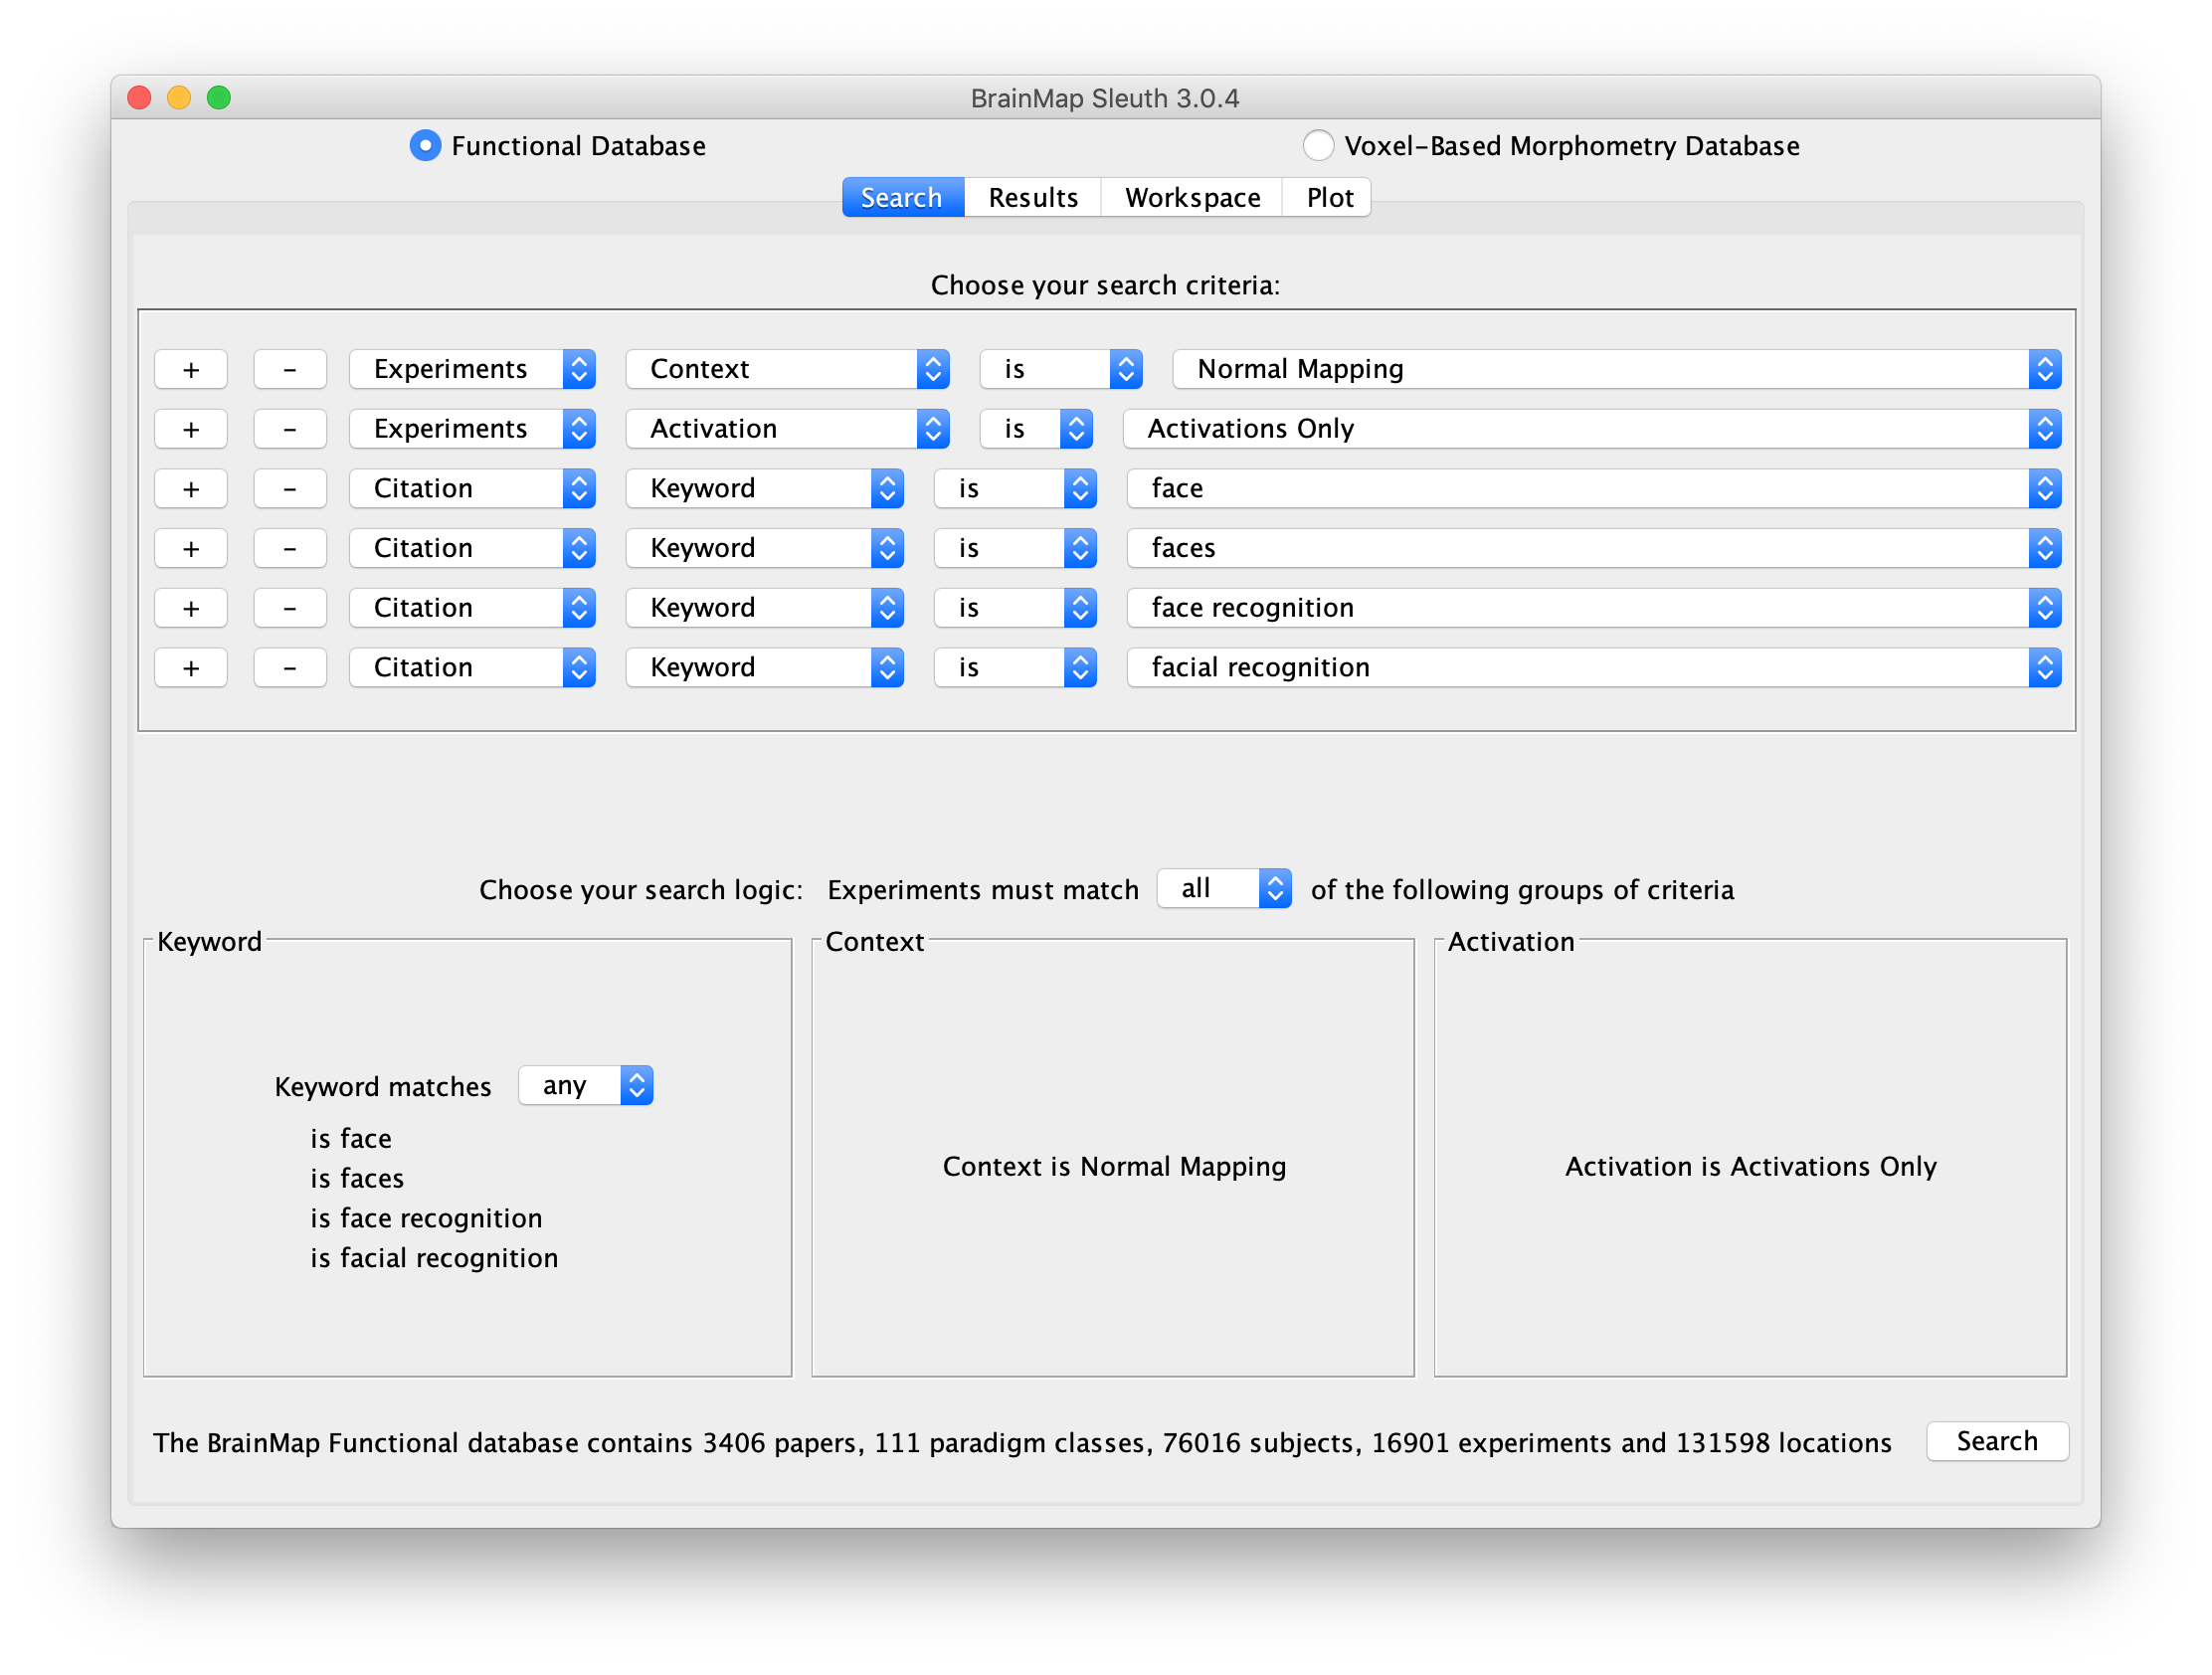 BrainMap Sleuth 3.0.4
Functional Database Voxel-Based Morphometry Database
Search Results Workspace Plot
Choose your search criteria:
+ - Experiments Context is Normal Mapping
+ - Experiments Activation is Activations Only
+ - Citation Keyword is face
+ - Citation Keyword is faces
+ - Citation Keyword is face recognition
+ - Citation Keyword is facial recognition
Choose your search logic: Experiments must match all of the following groups of criteria
Keyword
Keyword matches any
is face
is faces
is face recognition
is facial recognition
Context
Context is Normal Mapping
Activation
Activation is Activations Only
The BrainMap Functional database contains 3406 papers, 111 paradigm classes, 76016 subjects, 16901 experiments and 131598 locations Search